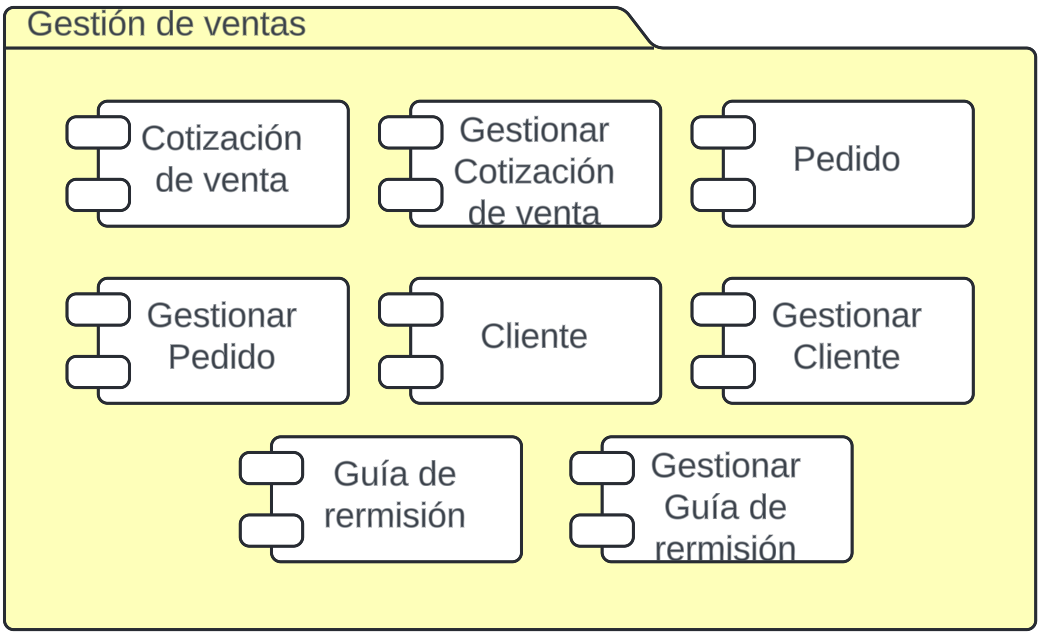 Gestión de ventas
Cotización
de venta
Gestionar
Cotización
de venta
Pedido
Gestionar
Pedido
Cliente
Gestionar
Cliente
Guía de
rermisión
Gestionar
Guía de
rermisión